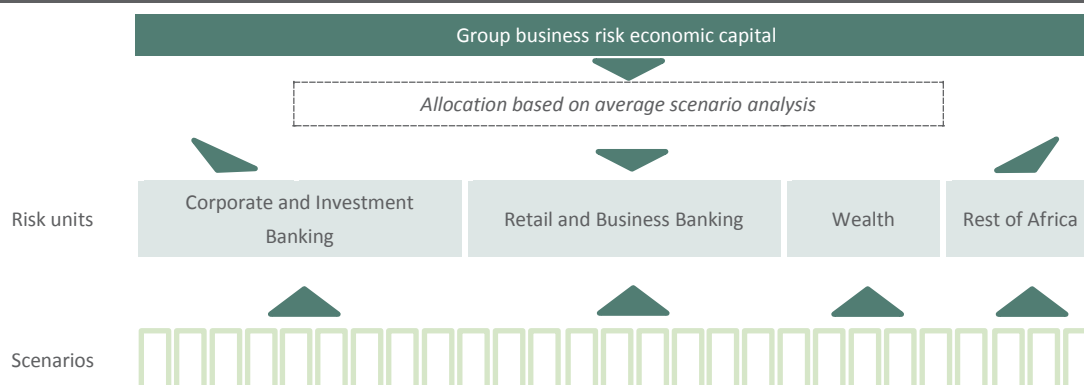 Group business risk economic capital
Allocation based on average scenario analysis
Risk units
Corporate and Investment
Banking
Retail and Business Banking
Wealth
Rest of Africa
Scenarios